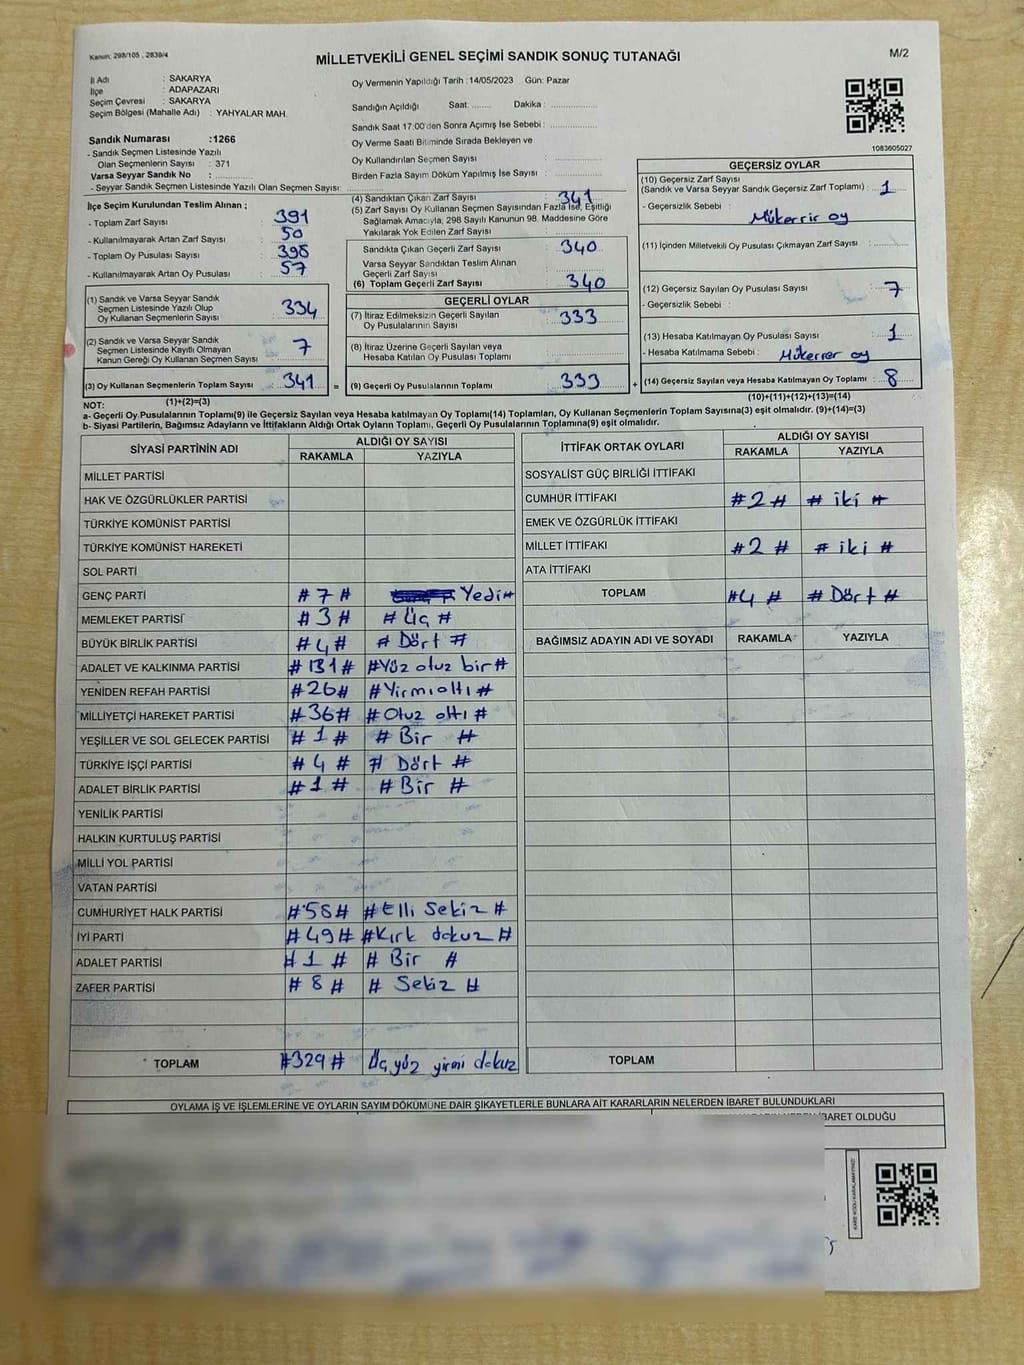 Kanun: 298/105 , 2839/4
MİLLETVEKİLİ GENEL SEÇİMİ SANDIK SONUÇ TUTANAĞI
M/2
İl Adı : SAKARYA
İlçe : ADAPAZARI
Seçim Çevresi : SAKARYA
Seçim Bölgesi (Mahalle Adı) : YAHYALAR MAH.
Sandık Numarası :1266
- Sandık Seçmen Listesinde Yazılı
Olan Seçmenlerin Sayısı : 371
Varsa Seyyar Sandık No :
- Seyyar Sandık Seçmen Listesinde Yazılı Olan Seçmen Sayısı:
Oy Vermenin Yapıldığı Tarih : 14/05/2023 Gün: Pazar
Sandığın Açıldığı Saat: ........ Dakika : ..................
Sandık Saat 17:00'den Sonra Açılmış İse Sebebi : ..................
Oy Verme Saati Bitiminde Sırada Bekleyen ve
Oy Kullandırılan Seçmen Sayısı : ..................
Birden Fazla Sayım Döküm Yapılmış İse Sayısı : ..................
1083605027
İlçe Seçim Kurulundan Teslim Alınan ;
- Toplam Zarf Sayısı : 391
- Kullanılmayarak Artan Zarf Sayısı : 50
- Toplam Oy Pusulası Sayısı : 398
- Kullanılmayarak Artan Oy Pusulası : 57
(1) Sandık ve Varsa Seyyar Sandık
Seçmen Listesinde Yazılı Olup
Oy Kullanan Seçmenlerin Sayısı : 334
(2) Sandık ve Varsa Seyyar Sandık
Seçmen Listesinde Kayıtlı Olmayan
Kanun Gereği Oy Kullanan Seçmen Sayısı : 7
(3) Oy Kullanan Seçmenlerin Toplam Sayısı : 341 =
(1)+(2)=(3)
(4) Sandıktan Çıkan Zarf Sayısı : 341
(5) Zarf Sayısı Oy Kullanan Seçmen Sayısından Fazla İse, Eşitliği
Sağlamak Amacıyla, 298 Sayılı Kanunun 98. Maddesine Göre
Yakılarak Yok Edilen Zarf Sayısı :
Sandıkta Çıkan Geçerli Zarf Sayısı : 340
Varsa Seyyar Sandıktan Teslim Alınan
Geçerli Zarf Sayısı :
(6) Toplam Geçerli Zarf Sayısı : 340
GEÇERLİ OYLAR
(7) İtiraz Edilmeksizin Geçerli Sayılan
Oy Pusulalarının Sayısı : 333
(8) İtiraz Üzerine Geçerli Sayılan veya
Hesaba Katılan Oy Pusulası Toplamı :
(9) Geçerli Oy Pusulalarının Toplamı : 333 +
GEÇERSİZ OYLAR
(10) Geçersiz Zarf Sayısı
(Sandık ve Varsa Seyyar Sandık Geçersiz Zarf Toplamı) : 1
- Geçersizlik Sebebi : Mükerrir oy
(11) İçinden Milletvekili Oy Pusulası Çıkmayan Zarf Sayısı :
(12) Geçersiz Sayılan Oy Pusulası Sayısı : 7
- Geçersizlik Sebebi :
(13) Hesaba Katılmayan Oy Pusulası Sayısı : 1
- Hesaba Katılmama Sebebi : Mükerrer oy
(14) Geçersiz Sayılan veya Hesaba Katılmayan Oy Toplamı : 8
(10)+(11)+(12)+(13)=(14)
NOT:
a- Geçerli Oy Pusulalarının Toplamı(9) ile Geçersiz Sayılan veya Hesaba katılmayan Oy Toplamı(14) Toplamları, Oy Kullanan Seçmenlerin Toplam Sayısına(3) eşit olmalıdır. (9)+(14)=(3)
b- Siyasi Partilerin, Bağımsız Adayların ve İttifakların Aldığı Ortak Oyların Toplamı, Geçerli Oy Pusulalarının Toplamına(9) eşit olmalıdır.
SİYASİ PARTİNİN ADI ALDIĞI OY SAYISI
RAKAMLA YAZIYLA
MİLLET PARTİSİ
HAK VE ÖZGÜRLÜKLER PARTİSİ
TÜRKİYE KOMÜNİST PARTİSİ
TÜRKİYE KOMÜNİST HAREKETİ
SOL PARTİ
GENÇ PARTİ #7# Yedi#
MEMLEKET PARTİSİ #3# #Üç#
BÜYÜK BİRLİK PARTİSİ #4# #Dört#
ADALET VE KALKINMA PARTİSİ #131# #Yüz otuz bir#
YENİDEN REFAH PARTİSİ #26# #Yirmialtı#
MİLLİYETÇİ HAREKET PARTİSİ #36# #Otuz altı#
YEŞİLLER VE SOL GELECEK PARTİSİ #1# #Bir #
TÜRKİYE İŞÇİ PARTİSİ #4# # Dört #
ADALET BİRLİK PARTİSİ #1# #Bir #
YENİLİK PARTİSİ
HALKIN KURTULUŞ PARTİSİ
MİLLİ YOL PARTİSİ
VATAN PARTİSİ
CUMHURİYET HALK PARTİSİ #58# #Elli Sekiz #
İYİ PARTİ #49# #Kırk dokuz #
ADALET PARTİSİ #1# # Bir #
ZAFER PARTİSİ #8# # Sekiz #
TOPLAM #329# Üç yüz yirmi dokuz
İTTİFAK ORTAK OYLARI ALDIĞI OY SAYISI
RAKAMLA YAZIYLA
SOSYALİST GÜÇ BİRLİĞİ İTTİFAKI
CUMHUR İTTİFAKI #2# # iki #
EMEK VE ÖZGÜRLÜK İTTİFAKI
MİLLET İTTİFAKI #2# # iki #
ATA İTTİFAKI
TOPLAM #4# # Dört #
BAĞIMSIZ ADAYIN ADI VE SOYADI RAKAMLA YAZIYLA
TOPLAM
OYLAMA İŞ VE İŞLEMLERİNE VE OYLARIN SAYIM DÖKÜMÜNE DAİR ŞİKAYETLERLE BUNLARA AİT KARARLARIN NELERDEN İBARET BULUNDUKLARI
İBARET OLDUĞU
KARE KODU KARALAMAYINIZ!